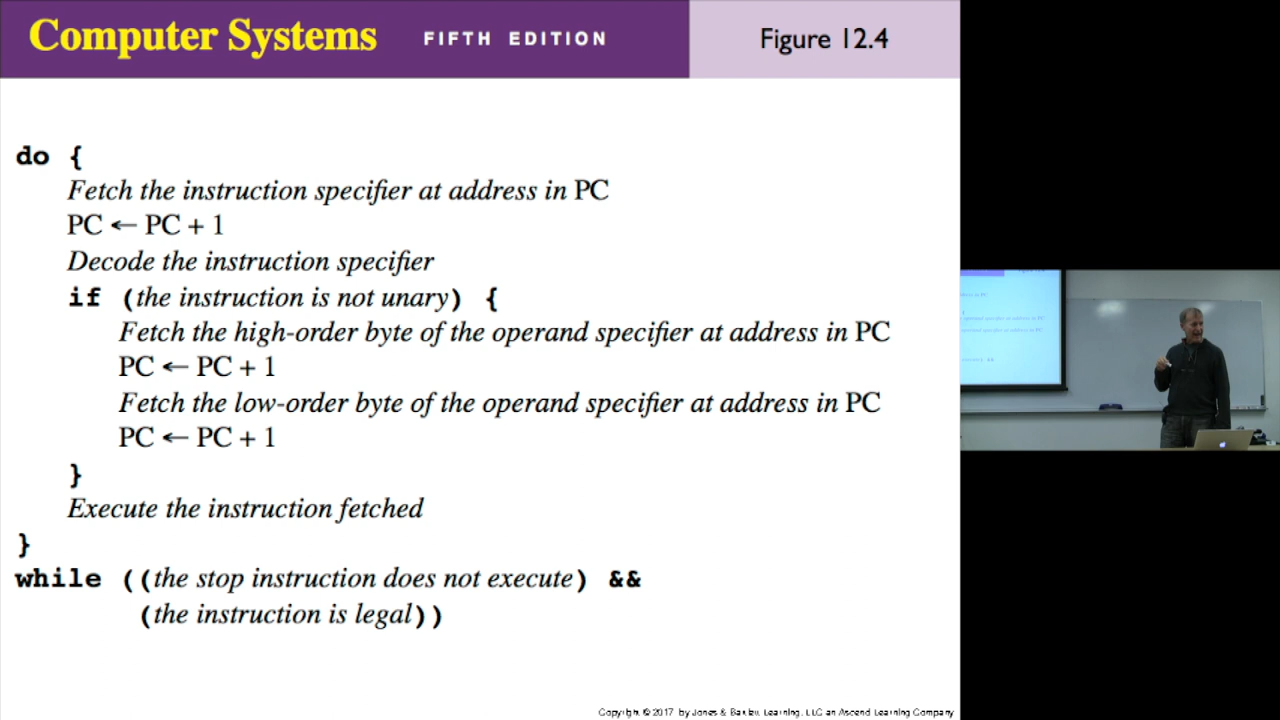 Computer Systems FIFTH EDITION Figure 12.4
do {
Fetch the instruction specifier at address in PC
PC ← PC + 1
Decode the instruction specifier
if (the instruction is not unary) {
Fetch the high-order byte of the operand specifier at address in PC
PC ← PC + 1
Fetch the low-order byte of the operand specifier at address in PC
PC ← PC + 1
}
Execute the instruction fetched
}
while ((the stop instruction does not execute) &&
(the instruction is legal))
Copyright © 2017 by Jones & Bartlett Learning, LLC an Ascend Learning Company